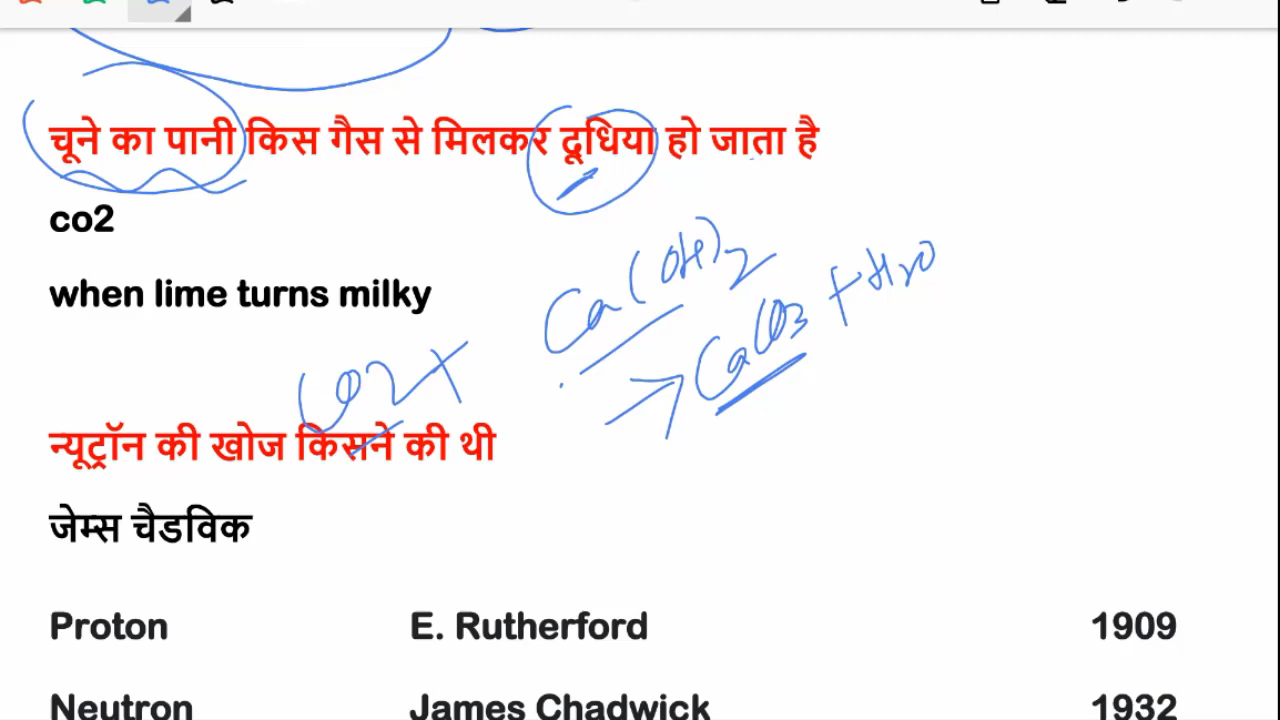 चूने का पानी किस गैस से मिलकर दूधिया हो जाता है
co2
when lime turns milky
CO2 + Ca(OH)2
→ CaCO3 + H2O
न्यूट्रॉन की खोज किसने की थी
जेम्स चैडविक
Proton E. Rutherford 1909
Neutron James Chadwick 1932